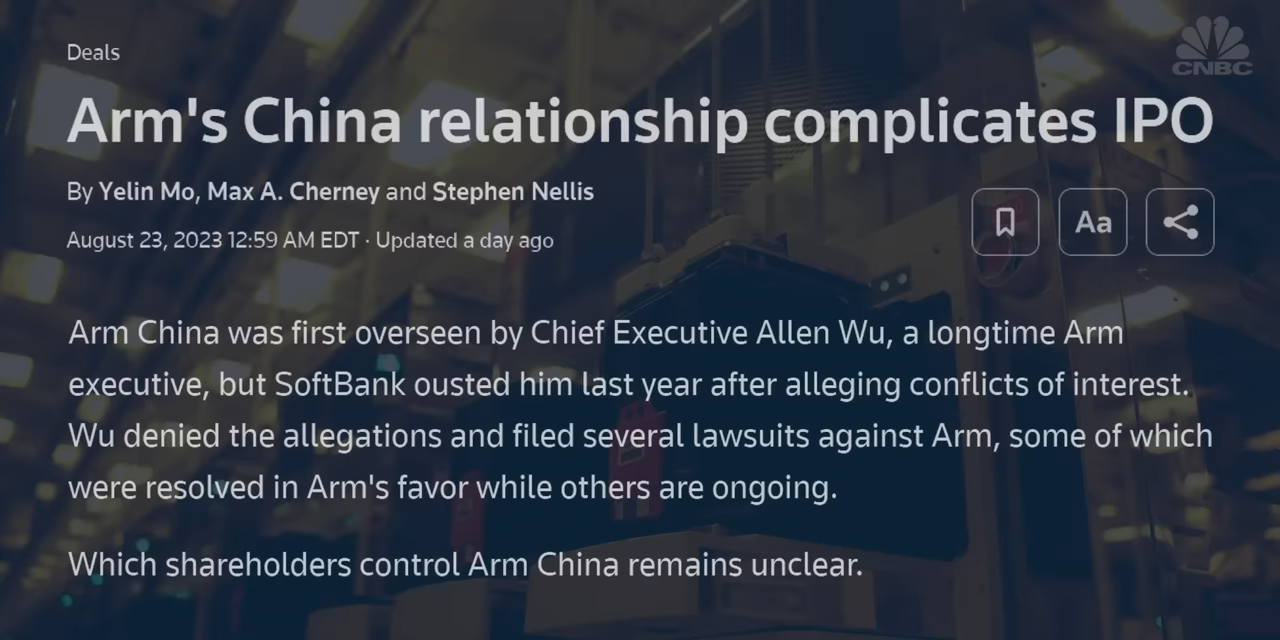 Deals
CNBC
Arm's China relationship complicates IPO
By Yelin Mo, Max A. Cherney and Stephen Nellis
August 23, 2023 12:59 AM EDT · Updated a day ago
Aa
Arm China was first overseen by Chief Executive Allen Wu, a longtime Arm
executive, but SoftBank ousted him last year after alleging conflicts of interest.
Wu denied the allegations and filed several lawsuits against Arm, some of which
were resolved in Arm's favor while others are ongoing.
Which shareholders control Arm China remains unclear.